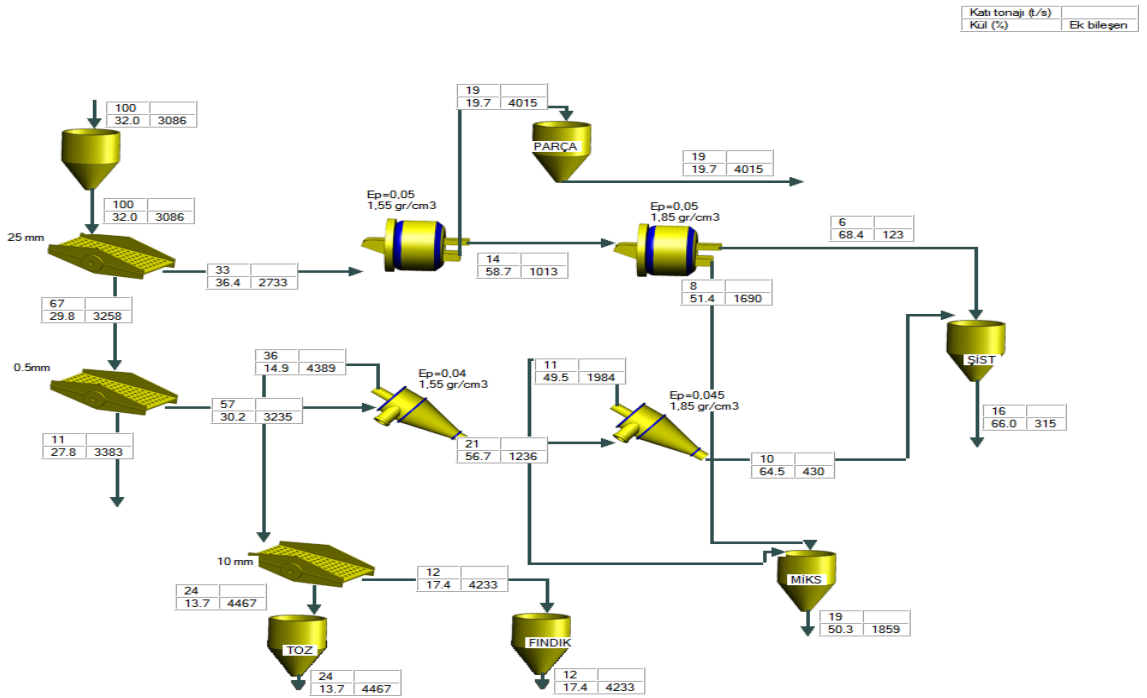 Katı tonajı (t/s)
Kül (%) Ek bileşen
100
32.0 3086
100
32.0 3086
25 mm
33
36.4 2733
67
29.8 3258
0.5mm
57
30.2 3235
11
27.8 3383
Ep=0,05
1,55 gr/cm3
19
19.7 4015
PARÇA
19
19.7 4015
14
58.7 1013
Ep=0,05
1,85 gr/cm3
6
68.4 123
8
51.4 1690
36
14.9 4389
Ep=0,04
1,55 gr/cm3
21
56.7 1236
11
49.5 1984
Ep=0,045
1,85 gr/cm3
10
64.5 430
ŞİST
16
66.0 315
10 mm
24
13.7 4467
12
17.4 4233
TOZ
24
13.7 4467
FINDIK
12
17.4 4233
MİKS
19
50.3 1859